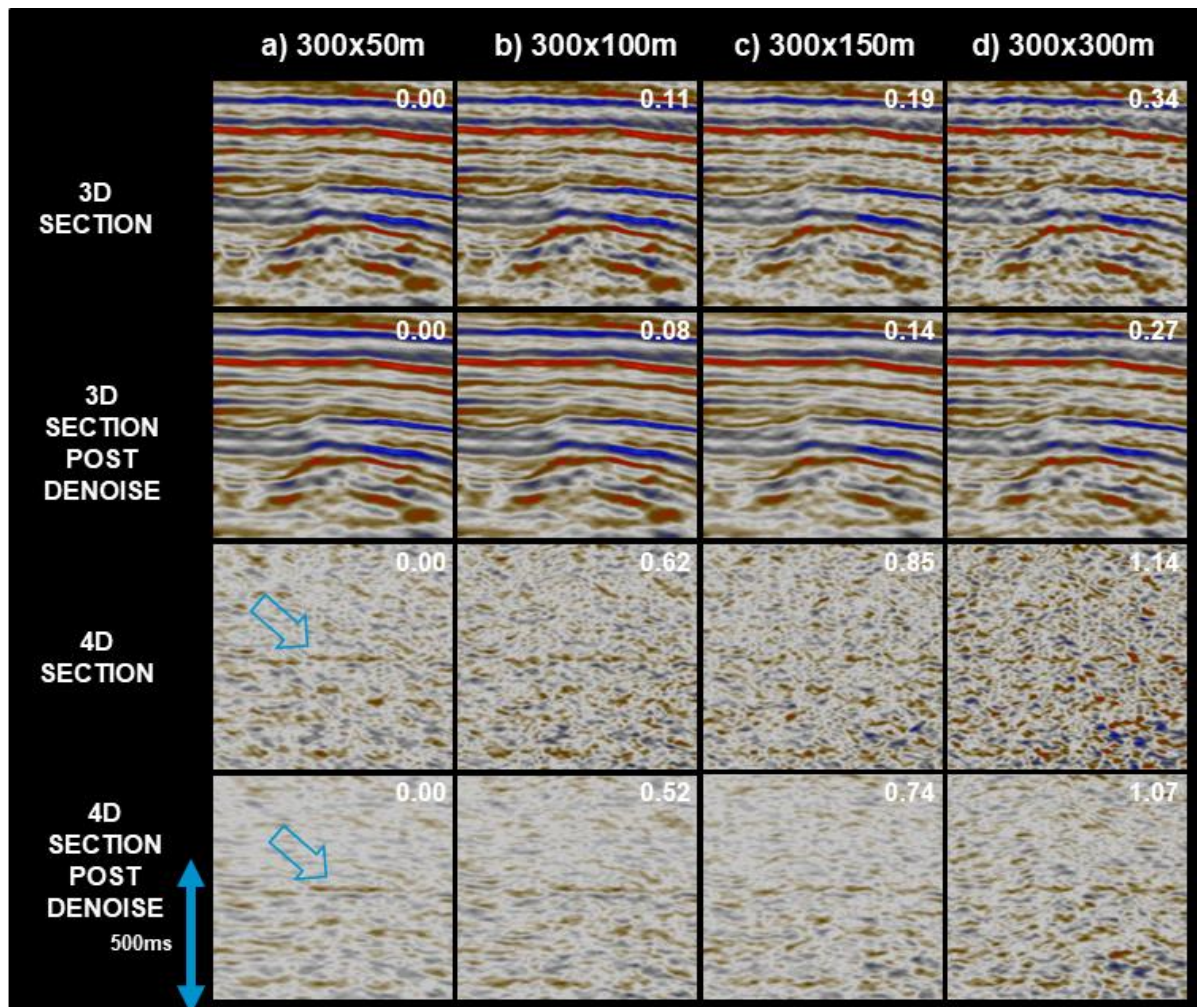 a) 300x50m b) 300x100m c) 300x150m d) 300x300m
3D
SECTION
0.00 0.11 0.19 0.34
3D
SECTION
POST
DENOISE
0.00 0.08 0.14 0.27
4D
SECTION
0.00 0.62 0.85 1.14
4D
SECTION
POST
DENOISE
500ms
0.00 0.52 0.74 1.07